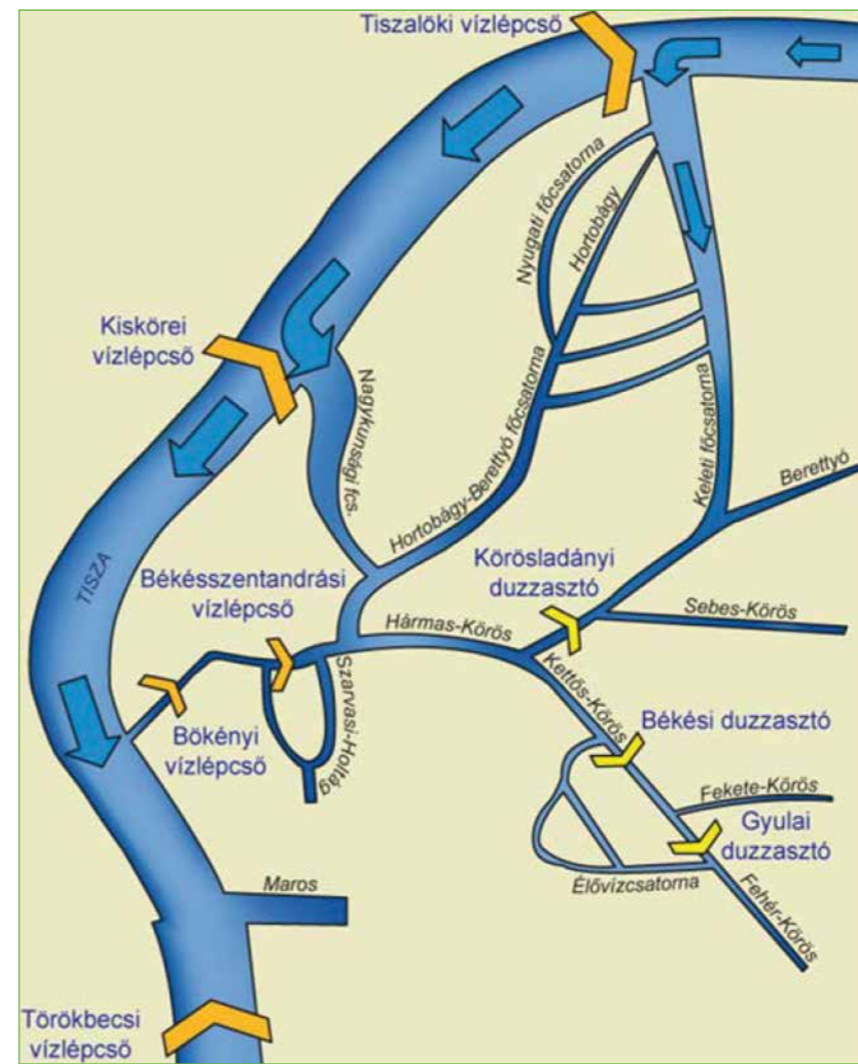 Tiszalöki vízlépcső
Nyugati főcsatorna
Hortobágy
Kiskörei
vízlépcső
Nagykunsági fcs.
Hortobágy-Berettyó főcsatorna
Keleti főcsatorna
Berettyó
TISZA
Békésszentandrási
vízlépcső
Körösladányi
duzzasztó
Sebes-Körös
Hármas-Körös
Szarvasi-Holtág
Kettős-Körös
Bökényi
vízlépcső
Békési duzzasztó
Fekete-Körös
Gyulai
duzzasztó
Élővízcsatorna
Fehér-Körös
Maros
Törökbecsi
vízlépcső